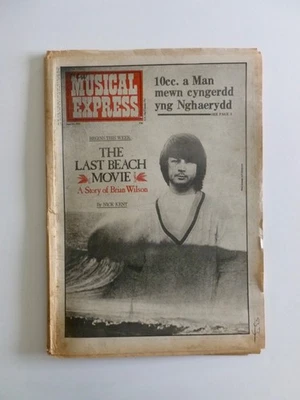 MUSICAL
EXPRESS
10cc. a Man
mewn cyngerdd
yng Nghaerydd
BEGINS THIS WEEK:
THE
LAST BEACH
MOVIE
A Story of Brian Wilson
by NICK KENT